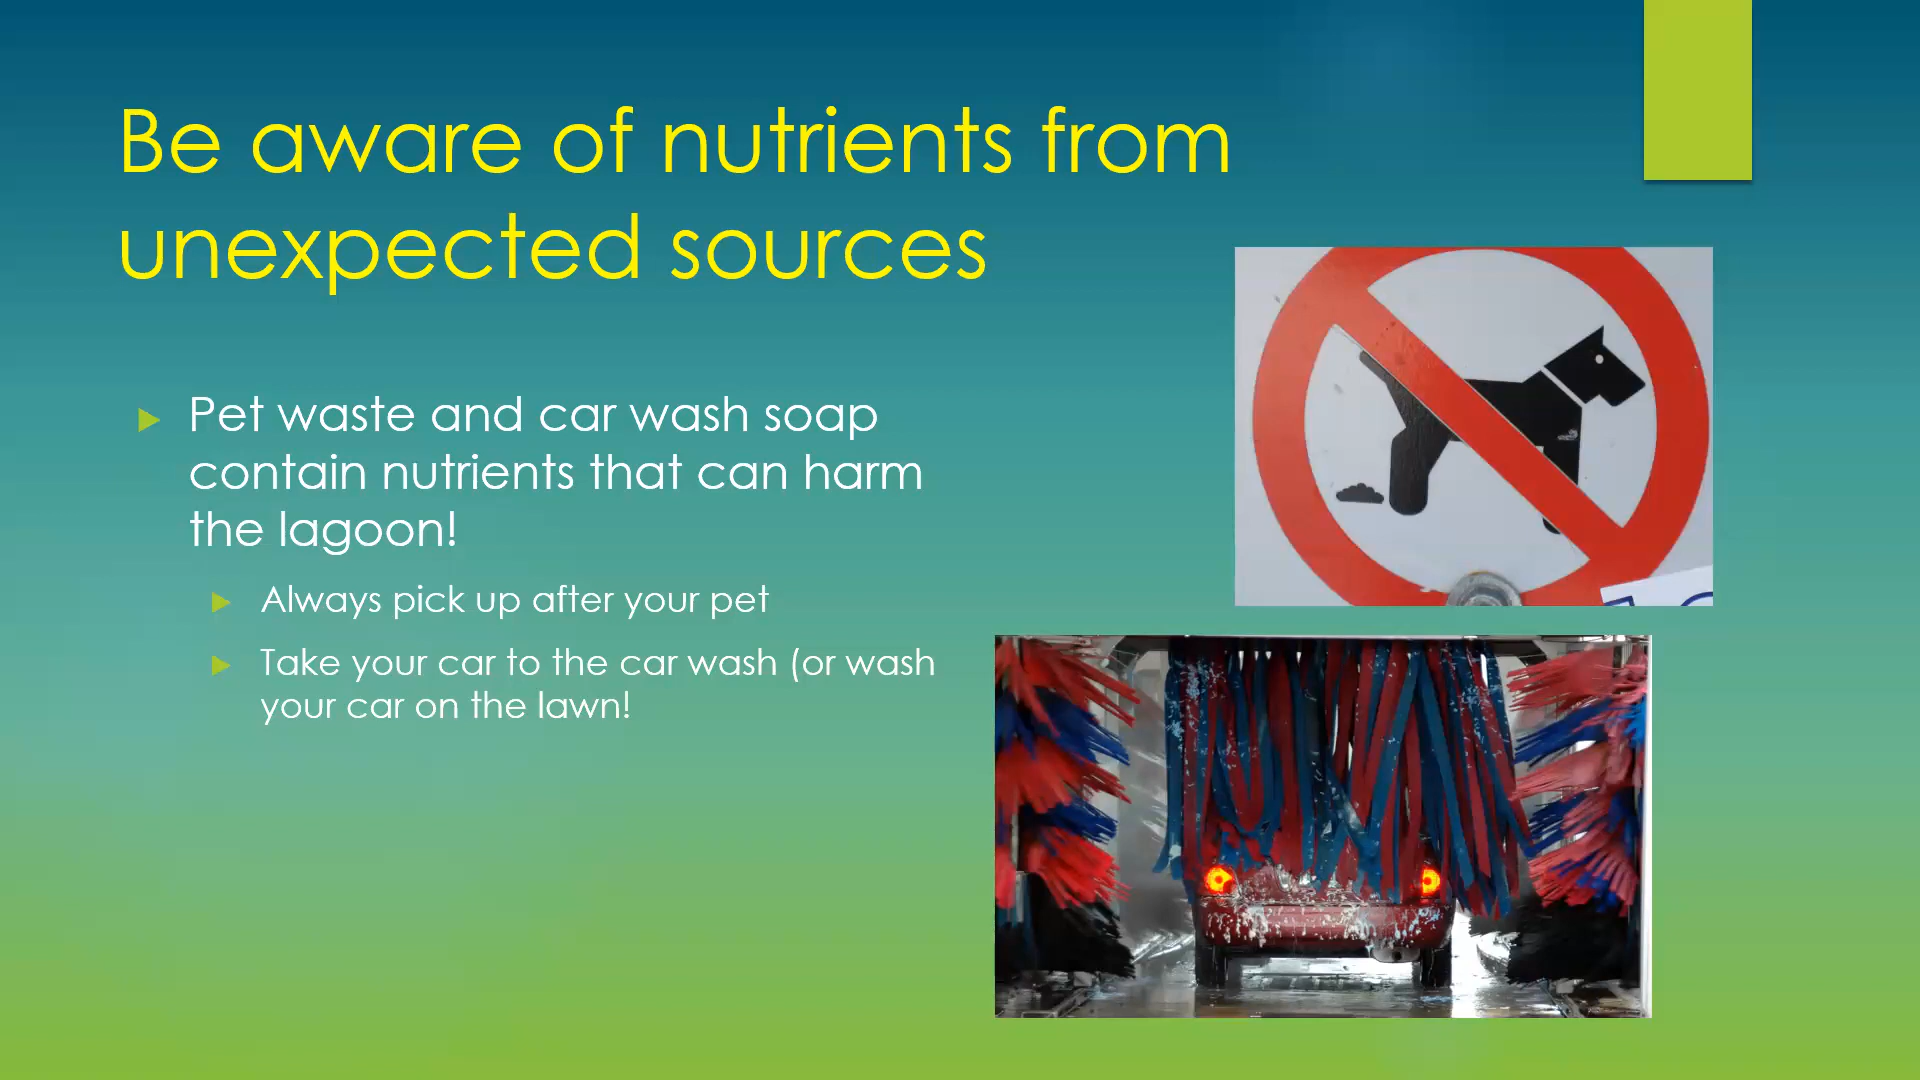 Be aware of nutrients from
unexpected sources
Pet waste and car wash soap
contain nutrients that can harm
the lagoon!
Always pick up after your pet
Take your car to the car wash (or wash
your car on the lawn!